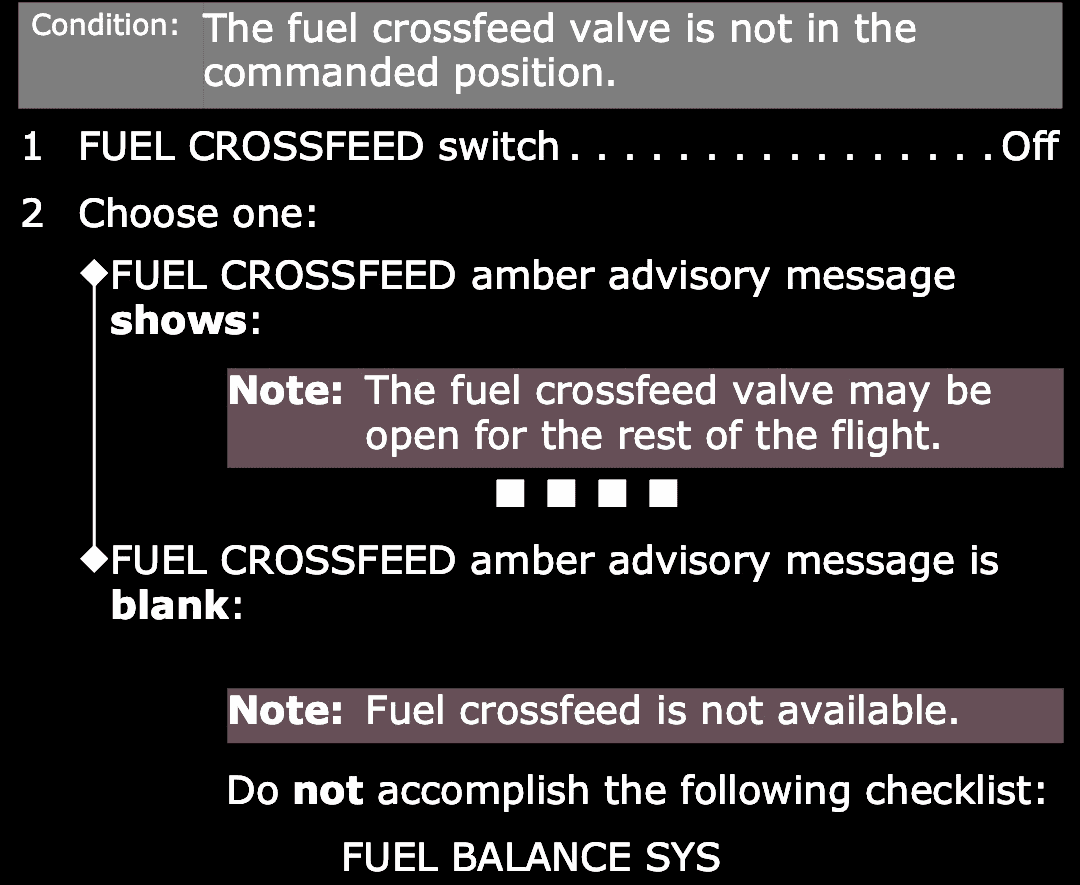 Condition: The fuel crossfeed valve is not in the
commanded position.
1 FUEL CROSSFEED switch . . . . . . . . . . . . . . . . Off
2 Choose one:
◆FUEL CROSSFEED amber advisory message
shows:
Note: The fuel crossfeed valve may be
open for the rest of the flight.
■ ■ ■ ■
◆FUEL CROSSFEED amber advisory message is
blank:
Note: Fuel crossfeed is not available.
Do not accomplish the following checklist:
FUEL BALANCE SYS